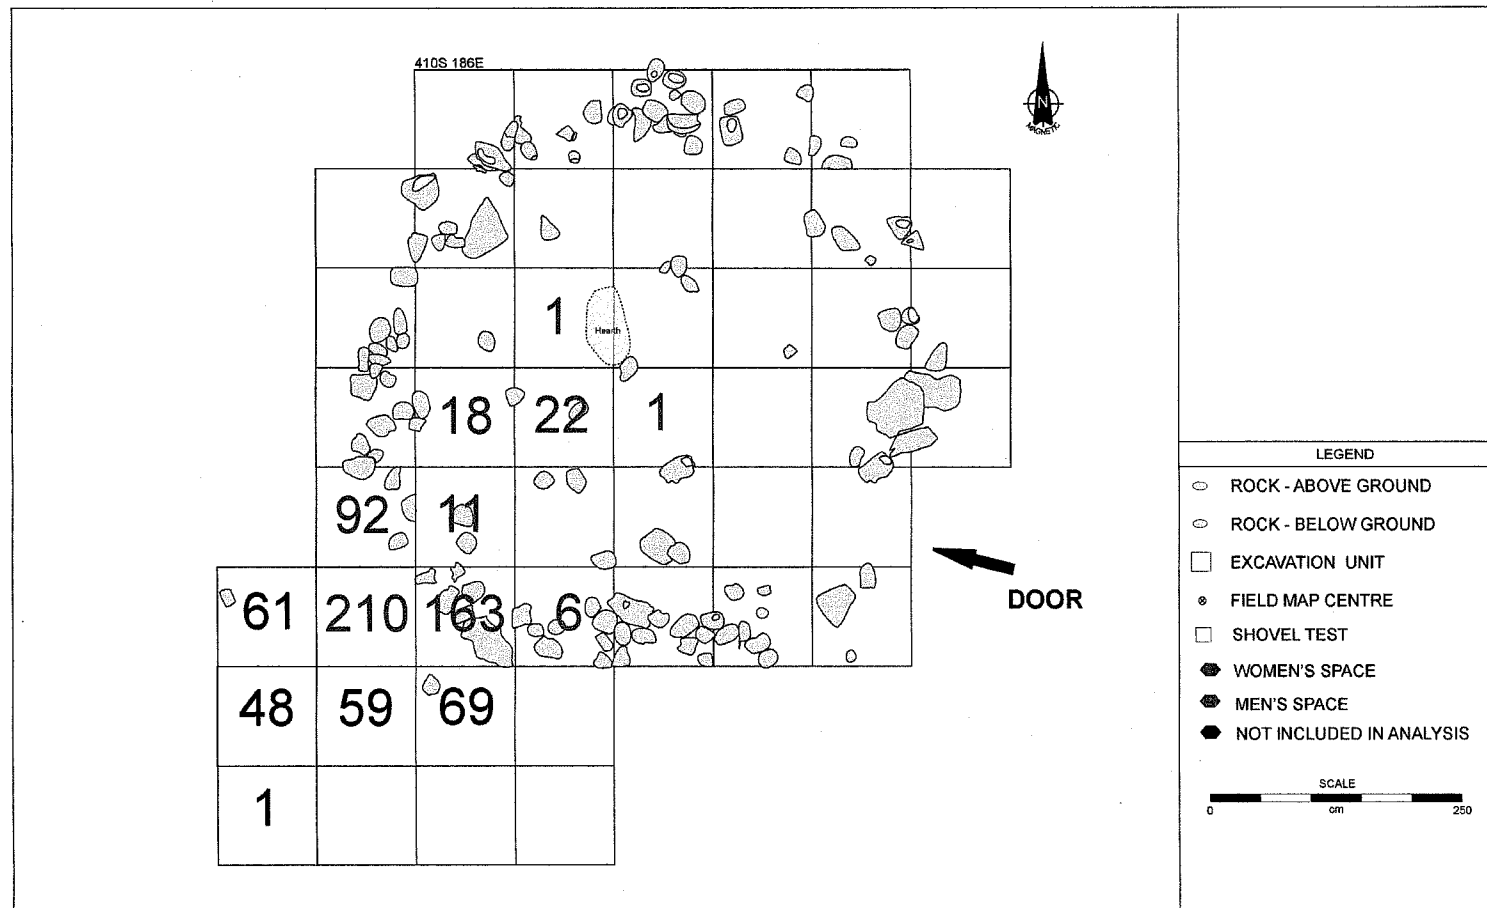 410S 186E
N
MAGNETIC
1
Hearth
18 22 1
92 11
DOOR
61 210 163 6
48 59 69
1
LEGEND
ROCK - ABOVE GROUND
ROCK - BELOW GROUND
EXCAVATION UNIT
FIELD MAP CENTRE
SHOVEL TEST
WOMEN'S SPACE
MEN'S SPACE
NOT INCLUDED IN ANALYSIS
SCALE
0 cm 250